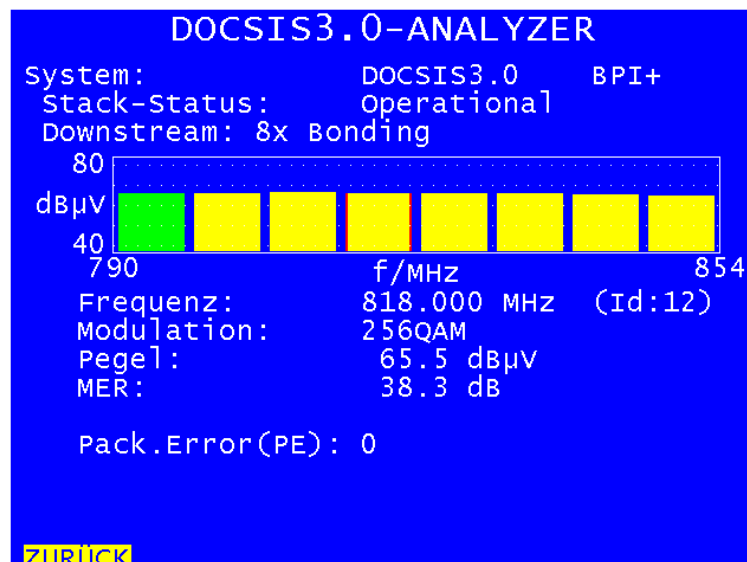 DOCSIS3.0-ANALYZER
System: DOCSIS3.0 BPI+
Stack-Status: Operational
Downstream: 8x Bonding
80
dBµV
40
790 f/MHz 854
Frequenz: 818.000 MHz (Id:12)
Modulation: 256QAM
Pegel: 65.5 dBµV
MER: 38.3 dB
Pack.Error(PE): 0
ZURÜCK